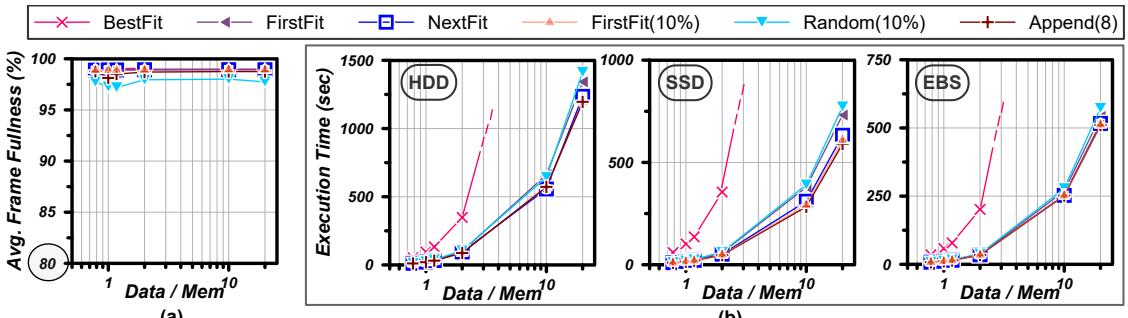 BestFit FirstFit NextFit FirstFit(10%) Random(10%) Append(8)
Avg. Frame Fullness (%)
100
95
90
85
80
1 10
Data / Mem
(a)
Execution Time (sec)
HDD
1500
1000
500
0
1 10
Data / Mem
SSD
1000
500
0
1 10
Data / Mem
EBS
750
500
250
0
1 10
Data / Mem
(b)